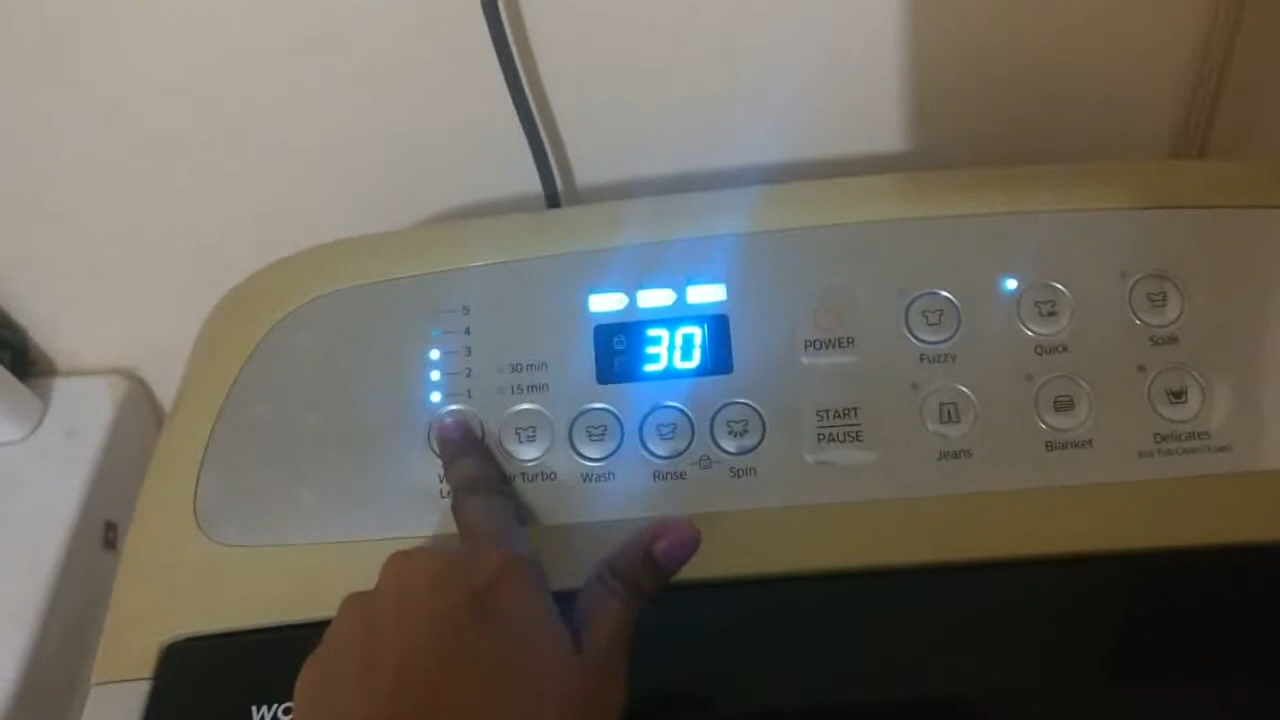 5
4
3
2
1
30 min
15 min
30
POWER
START
PAUSE
Wash
Rinse
Spin
Fuzzy
Quick
Soak
Jeans
Blanket
Delicates